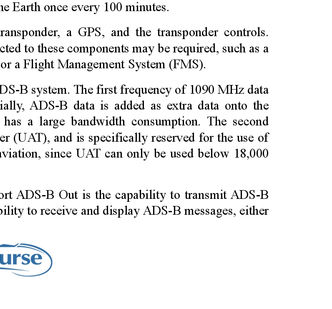 he Earth once every 100 minutes.
ransponder, a GPS, and the transponder controls.
cted to these components may be required, such as a
or a Flight Management System (FMS).
DS-B system. The first frequency of 1090 MHz data
ially, ADS-B data is added as extra data onto the
has a large bandwidth consumption. The second
er (UAT), and is specifically reserved for the use of
viation, since UAT can only be used below 18,000
ort ADS-B Out is the capability to transmit ADS-B
bility to receive and display ADS-B messages, either
urse